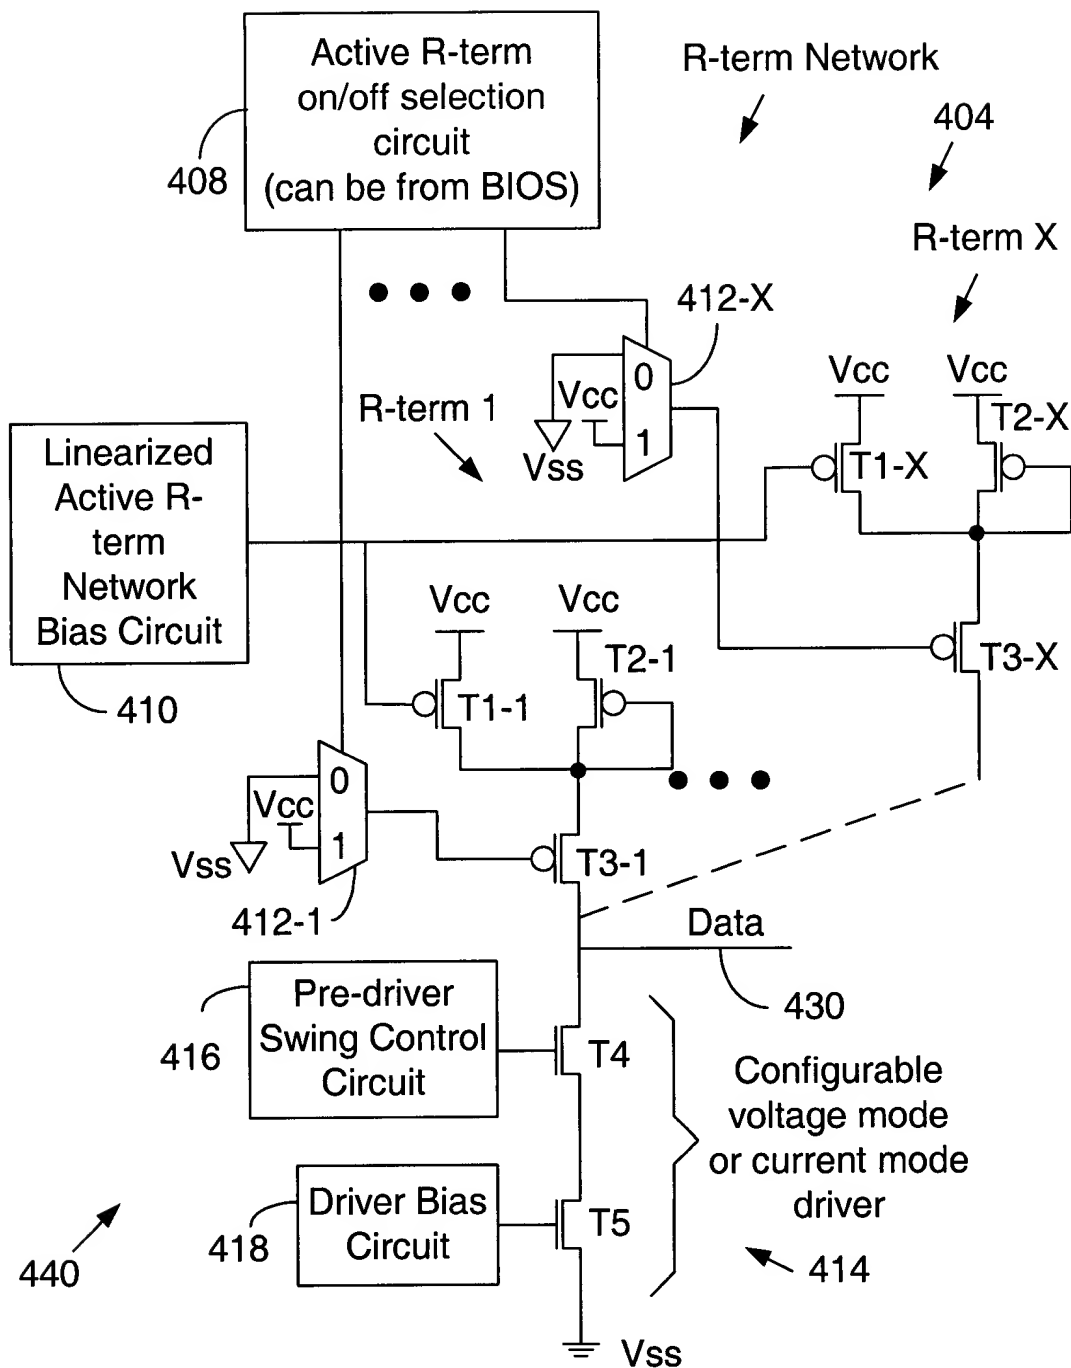 Active R-term
on/off selection
circuit
(can be from BIOS)
408
R-term Network
404
R-term X
412-X
0
1
Vcc
Vss
R-term 1
Vcc
Vcc
T2-X
T1-X
T3-X
Linearized
Active R-
term
Network
Bias Circuit
410
Vcc
Vcc
T2-1
T1-1
0
1
Vcc
Vss
412-1
T3-1
Data
430
Pre-driver
Swing Control
Circuit
416
T4
Configurable
voltage mode
or current mode
driver
414
Driver Bias
Circuit
418
T5
440
Vss